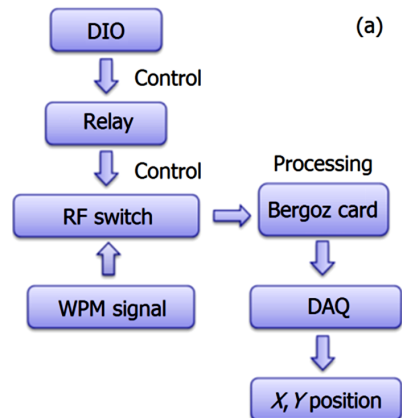 (a)
DIO
Control
Relay
Control
Processing
RF switch
Bergoz card
WPM signal
DAQ
X, Y position